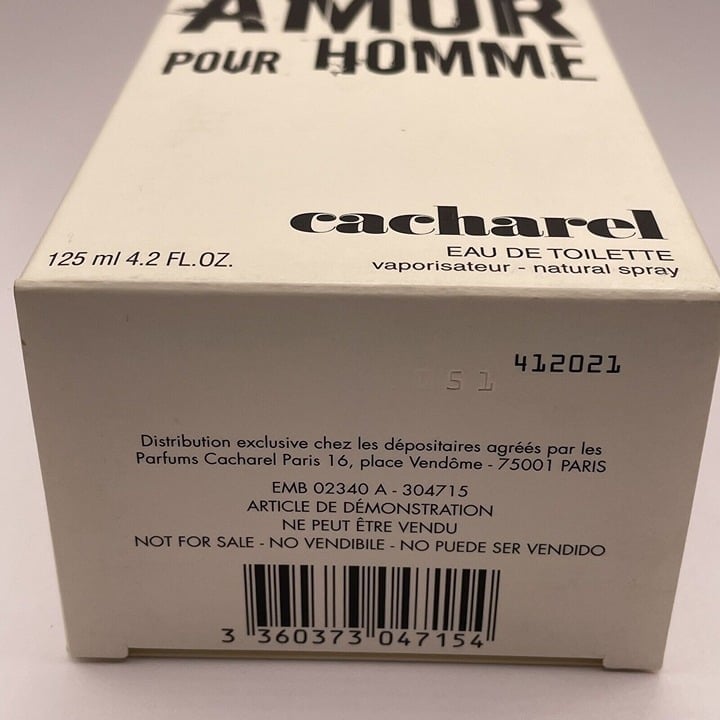 AMOR
POUR HOMME
cacharel
125 ml 4.2 FL.OZ.
EAU DE TOILETTE
vaporisateur - natural spray
412021
51
Distribution exclusive chez les dépositaires agréés par les
Parfums Cacharel Paris 16, place Vendôme - 75001 PARIS
EMB 02340 A - 304715
ARTICLE DE DÉMONSTRATION
NE PEUT ÊTRE VENDU
NOT FOR SALE - NO VENDIBILE - NO PUEDE SER VENDIDO
3 360373 047154